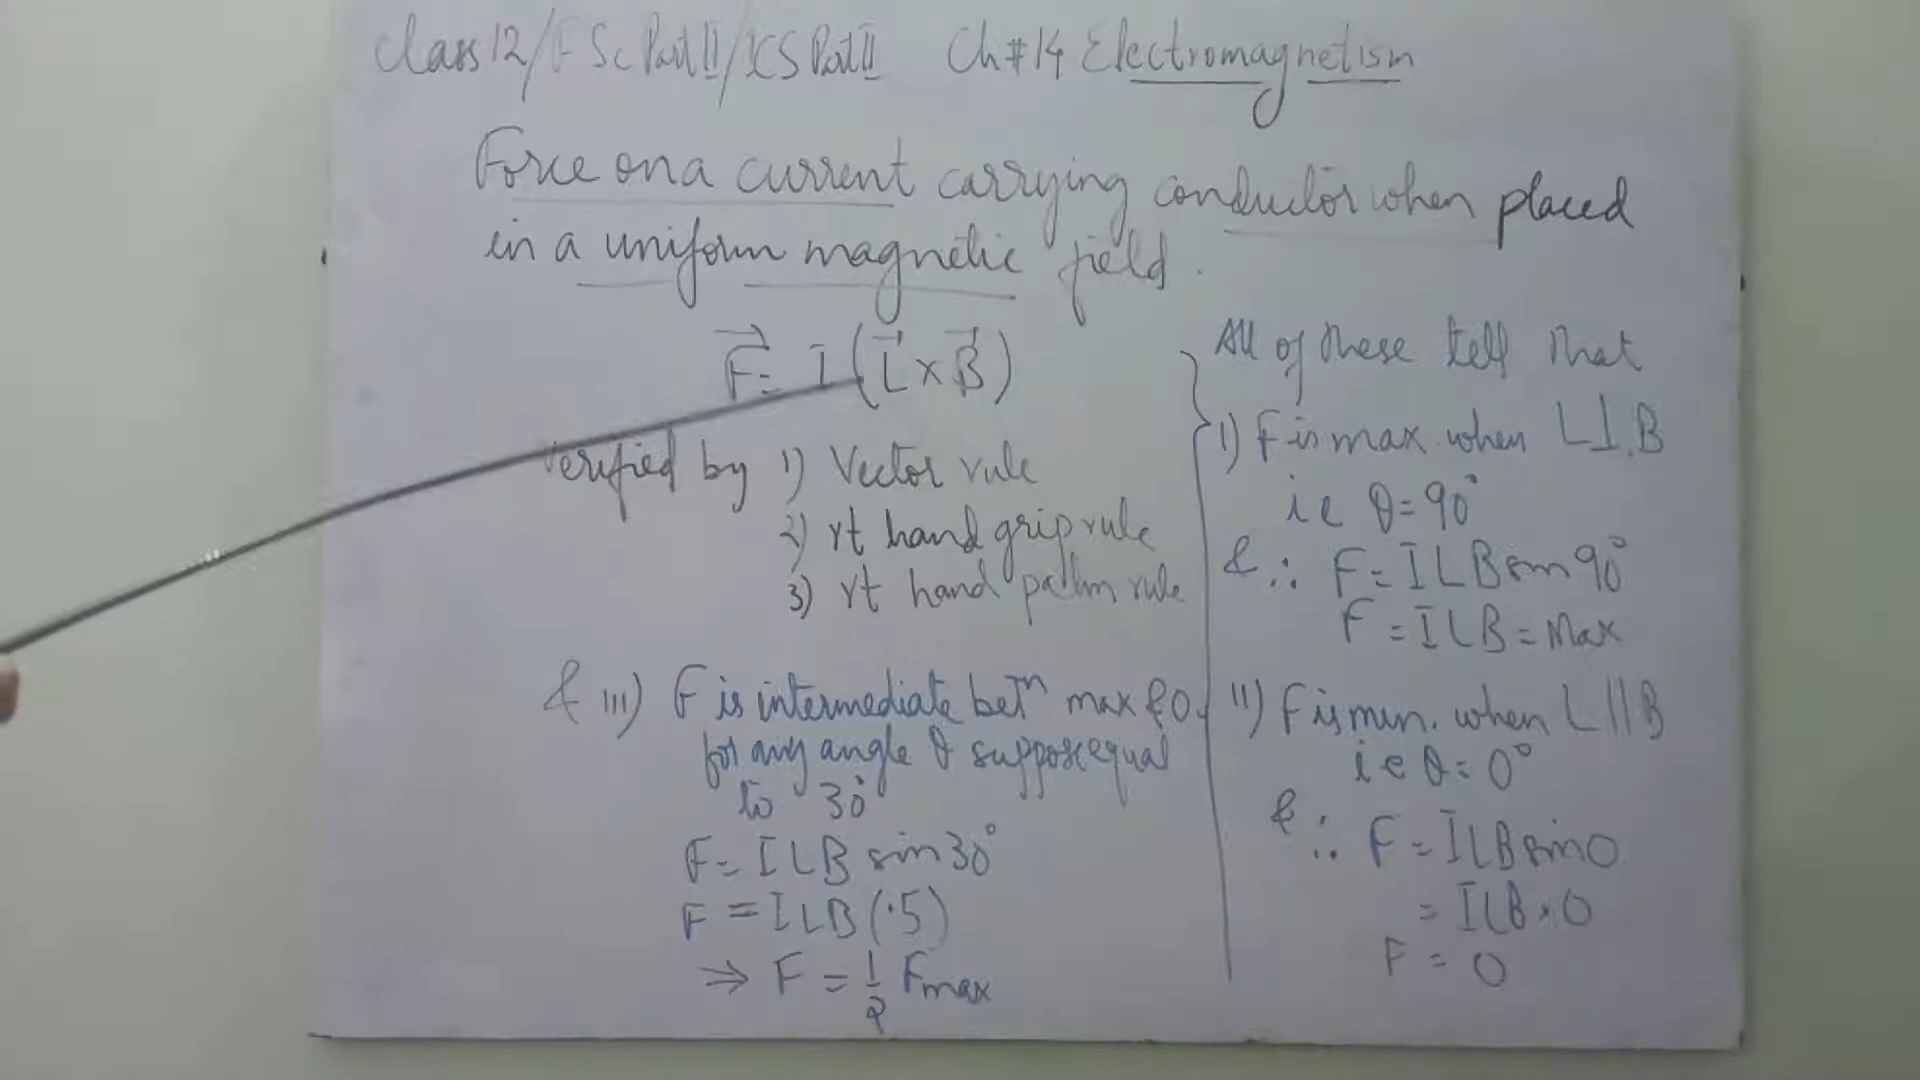 Class 12/F Sc Part II/ICS Part II Ch # 14 Electromagnetism
Force on a current carrying conductor when placed
in a uniform magnetic field.
F = I (L × B)
verified by 1) Vector rule
2) rt hand grip rule
3) rt hand palm rule
& III) F is intermediate betn max & 0
for any angle θ suppose equal
to 30°
F = ILB sin 30°
F = ILB (.5)
⇒ F = 1/2 Fmax
All of these tell that
1) F is max. when L⊥B
i e θ = 90°
& ∴ F = ILB sin 90°
F = ILB = Max
II) F is min. when L || B
i e θ = 0°
& ∴ F = ILB sin 0
= ILB × 0
F = 0